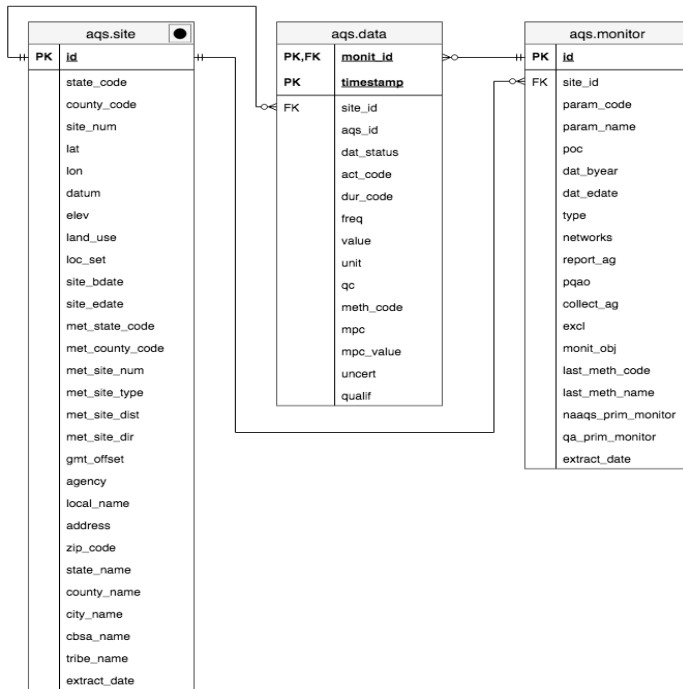 aqs.site
PK id
state_code
county_code
site_num
lat
lon
datum
elev
land_use
loc_set
site_bdate
site_edate
met_state_code
met_county_code
met_site_num
met_site_type
met_site_dist
met_site_dir
gmt_offset
agency
local_name
address
zip_code
state_name
county_name
city_name
cbsa_name
tribe_name
extract_date
aqs.data
PK,FK monit_id
PK timestamp
FK site_id
aqs_id
dat_status
act_code
dur_code
freq
value
unit
qc
meth_code
mpc
mpc_value
uncert
qualif
aqs.monitor
PK id
FK site_id
param_code
param_name
poc
dat_byear
dat_edate
type
networks
report_ag
pqao
collect_ag
excl
monit_obj
last_meth_code
last_meth_name
naaqs_prim_monitor
qa_prim_monitor
extract_date